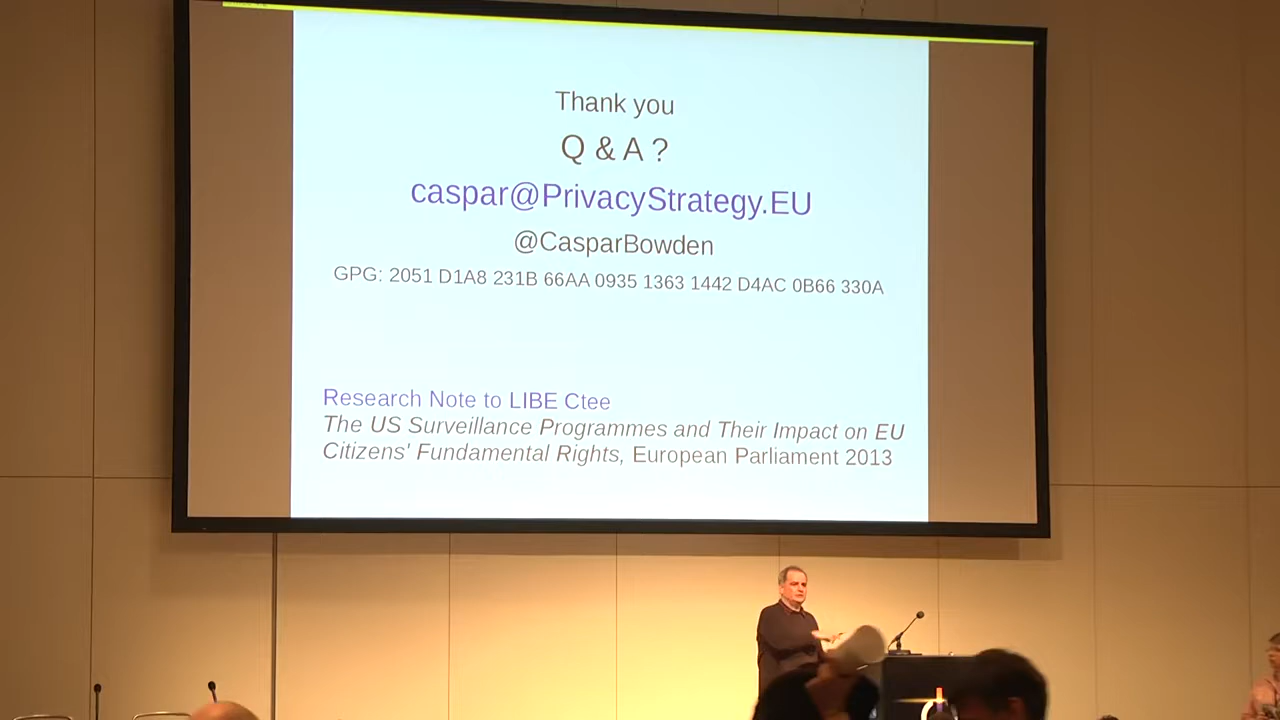 Thank you
Q & A ?
caspar@PrivacyStrategy.EU
@CasparBowden
GPG: 2051 D1A8 231B 66AA 0935 1363 1442 D4AC 0B66 330A
Research Note to LIBE Ctee
The US Surveillance Programmes and Their Impact on EU
Citizens' Fundamental Rights, European Parliament 2013